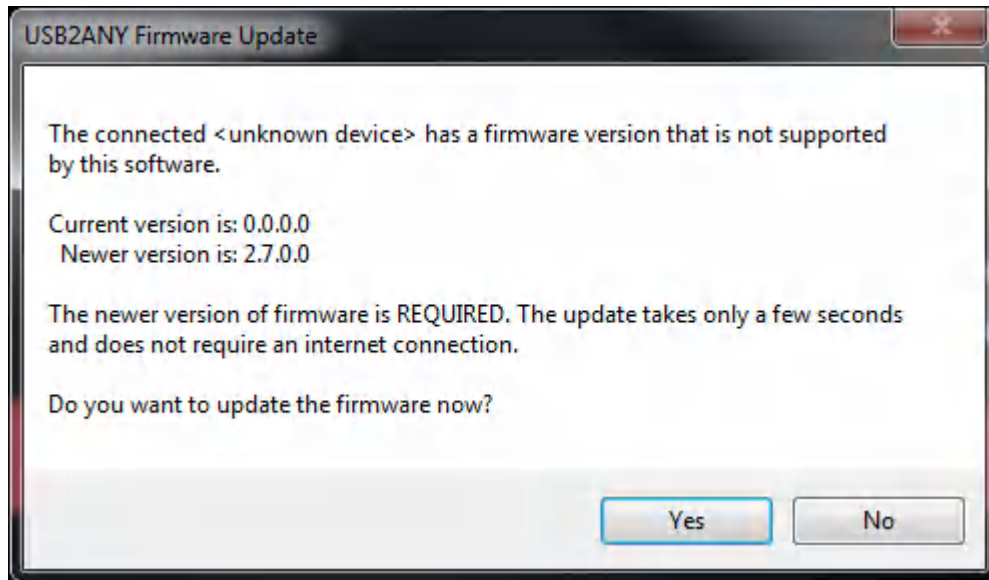 USB2ANY Firmware Update
The connected <unknown device> has a firmware version that is not supported
by this software.
Current version is: 0.0.0.0
Newer version is: 2.7.0.0
The newer version of firmware is REQUIRED. The update takes only a few seconds
and does not require an internet connection.
Do you want to update the firmware now?
Yes
No